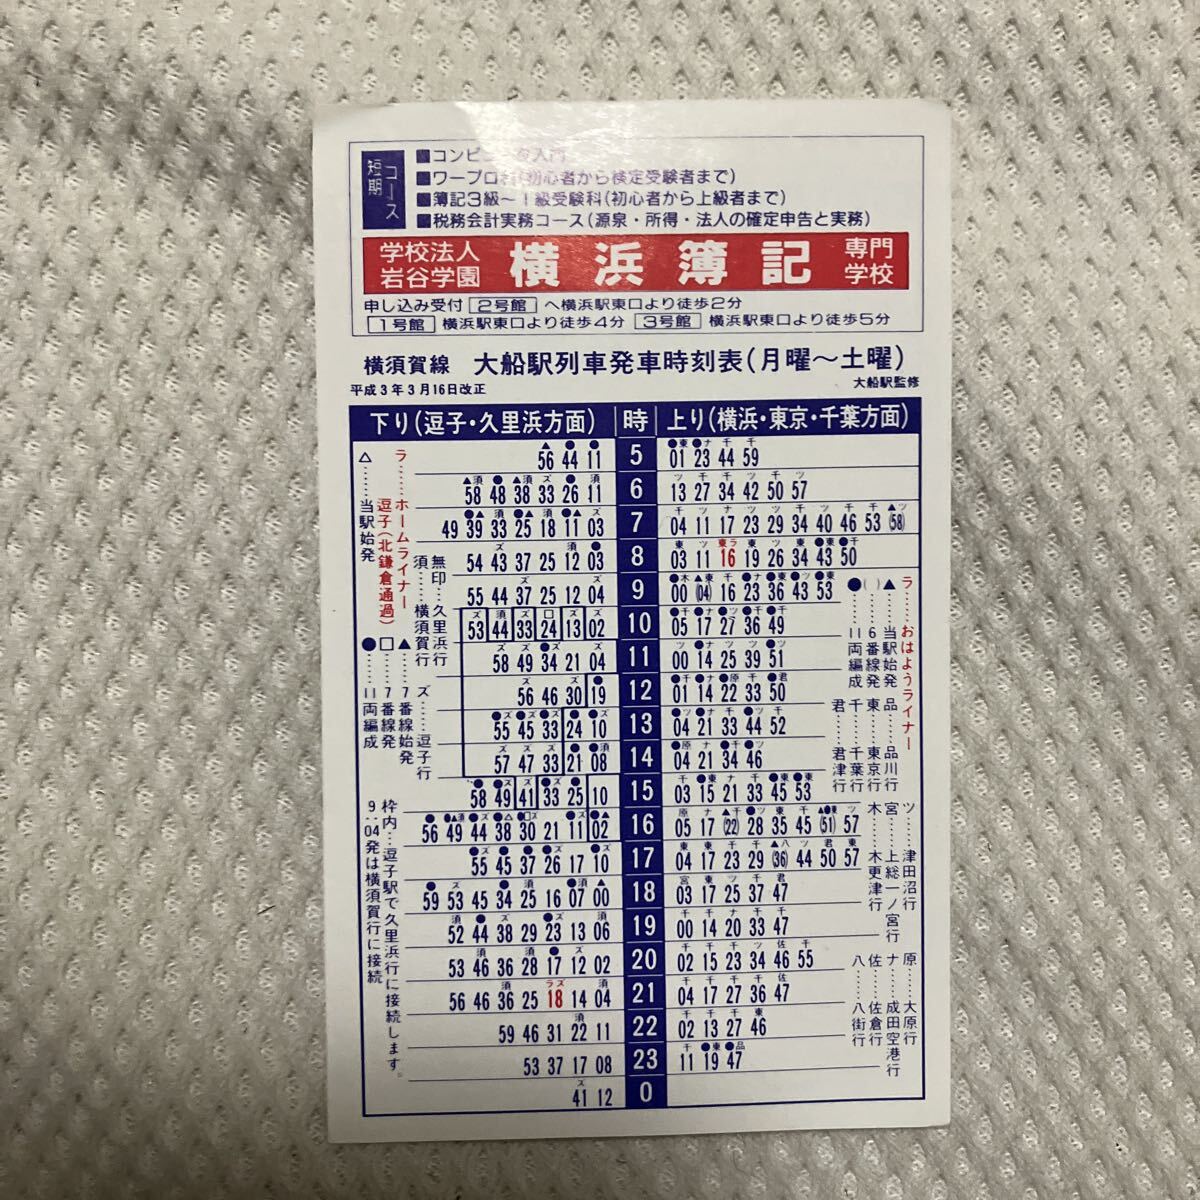 短期コース
■コンピュータ入門
■ワープロ科(初心者から検定受験者まで)
■簿記3級～1級受験科(初心者から上級者まで)
■税務会計実務コース(源泉・所得・法人の確定申告と実務)
学校法人
岩谷学園
横浜簿記
専門
学校
申し込み受付 2号館 へ横浜駅東口より徒歩2分
1号館 横浜駅東口より徒歩4分 3号館 横浜駅東口より徒歩5分
横須賀線 大船駅列車発車時刻表(月曜～土曜)
平成3年3月16日改正
大船駅監修
下り(逗子・久里浜方面) 時 上り(横浜・東京・千葉方面)
56 44 11 5 01 23 44 59
58 48 38 33 26 11 6 13 27 34 42 50 57
49 39 33 25 18 11 03 7 04 11 17 23 29 34 40 46 53 (58)
54 43 37 25 12 03 8 03 11 16 19 26 34 43 50
55 44 37 25 12 04 9 00 (04) 16 23 36 43 53
53 44 33 24 13 02 10 05 17 27 36 49
58 49 34 21 04 11 00 14 25 39 51
56 46 30 19 12 01 14 22 33 50
55 45 33 24 10 13 04 21 33 44 52
57 47 33 21 08 14 04 21 34 46
58 49 41 33 25 10 15 03 15 21 33 45 53
56 49 44 38 30 21 11 02 16 05 17 (22) 28 35 45 (51) 57
55 45 37 26 17 10 17 04 17 23 29 (36) 44 50 57
59 53 45 34 25 16 07 00 18 03 17 25 37 47
52 44 38 29 23 13 06 19 00 14 20 33 47
53 46 36 28 17 12 02 20 02 15 23 34 46 55
56 46 36 25 18 14 04 21 04 17 27 36 47
59 46 31 22 11 22 02 13 27 46
53 37 17 08 23 11 19 47
41 12 0
ラ……ホームライナー
逗子(北鎌倉通過)
△……当駅始発
無印…久里浜行
須……横須賀行
ズ……逗子行
▲……7番線始発
□……7番線発
●……11両編成
枠内…逗子駅で久里浜行に接続します。
9:04発は横須賀行に接続
ラ……おはようライナー
▲……当駅始発
( )……6番線発
●……11両編成
品……品川行
東……東京行
千……千葉行
君……君津行
ツ……津田沼行
宮……上総一ノ宮行
木……木更津行
原……大原行
ナ……成田空港行
佐……佐倉行
八……八街行